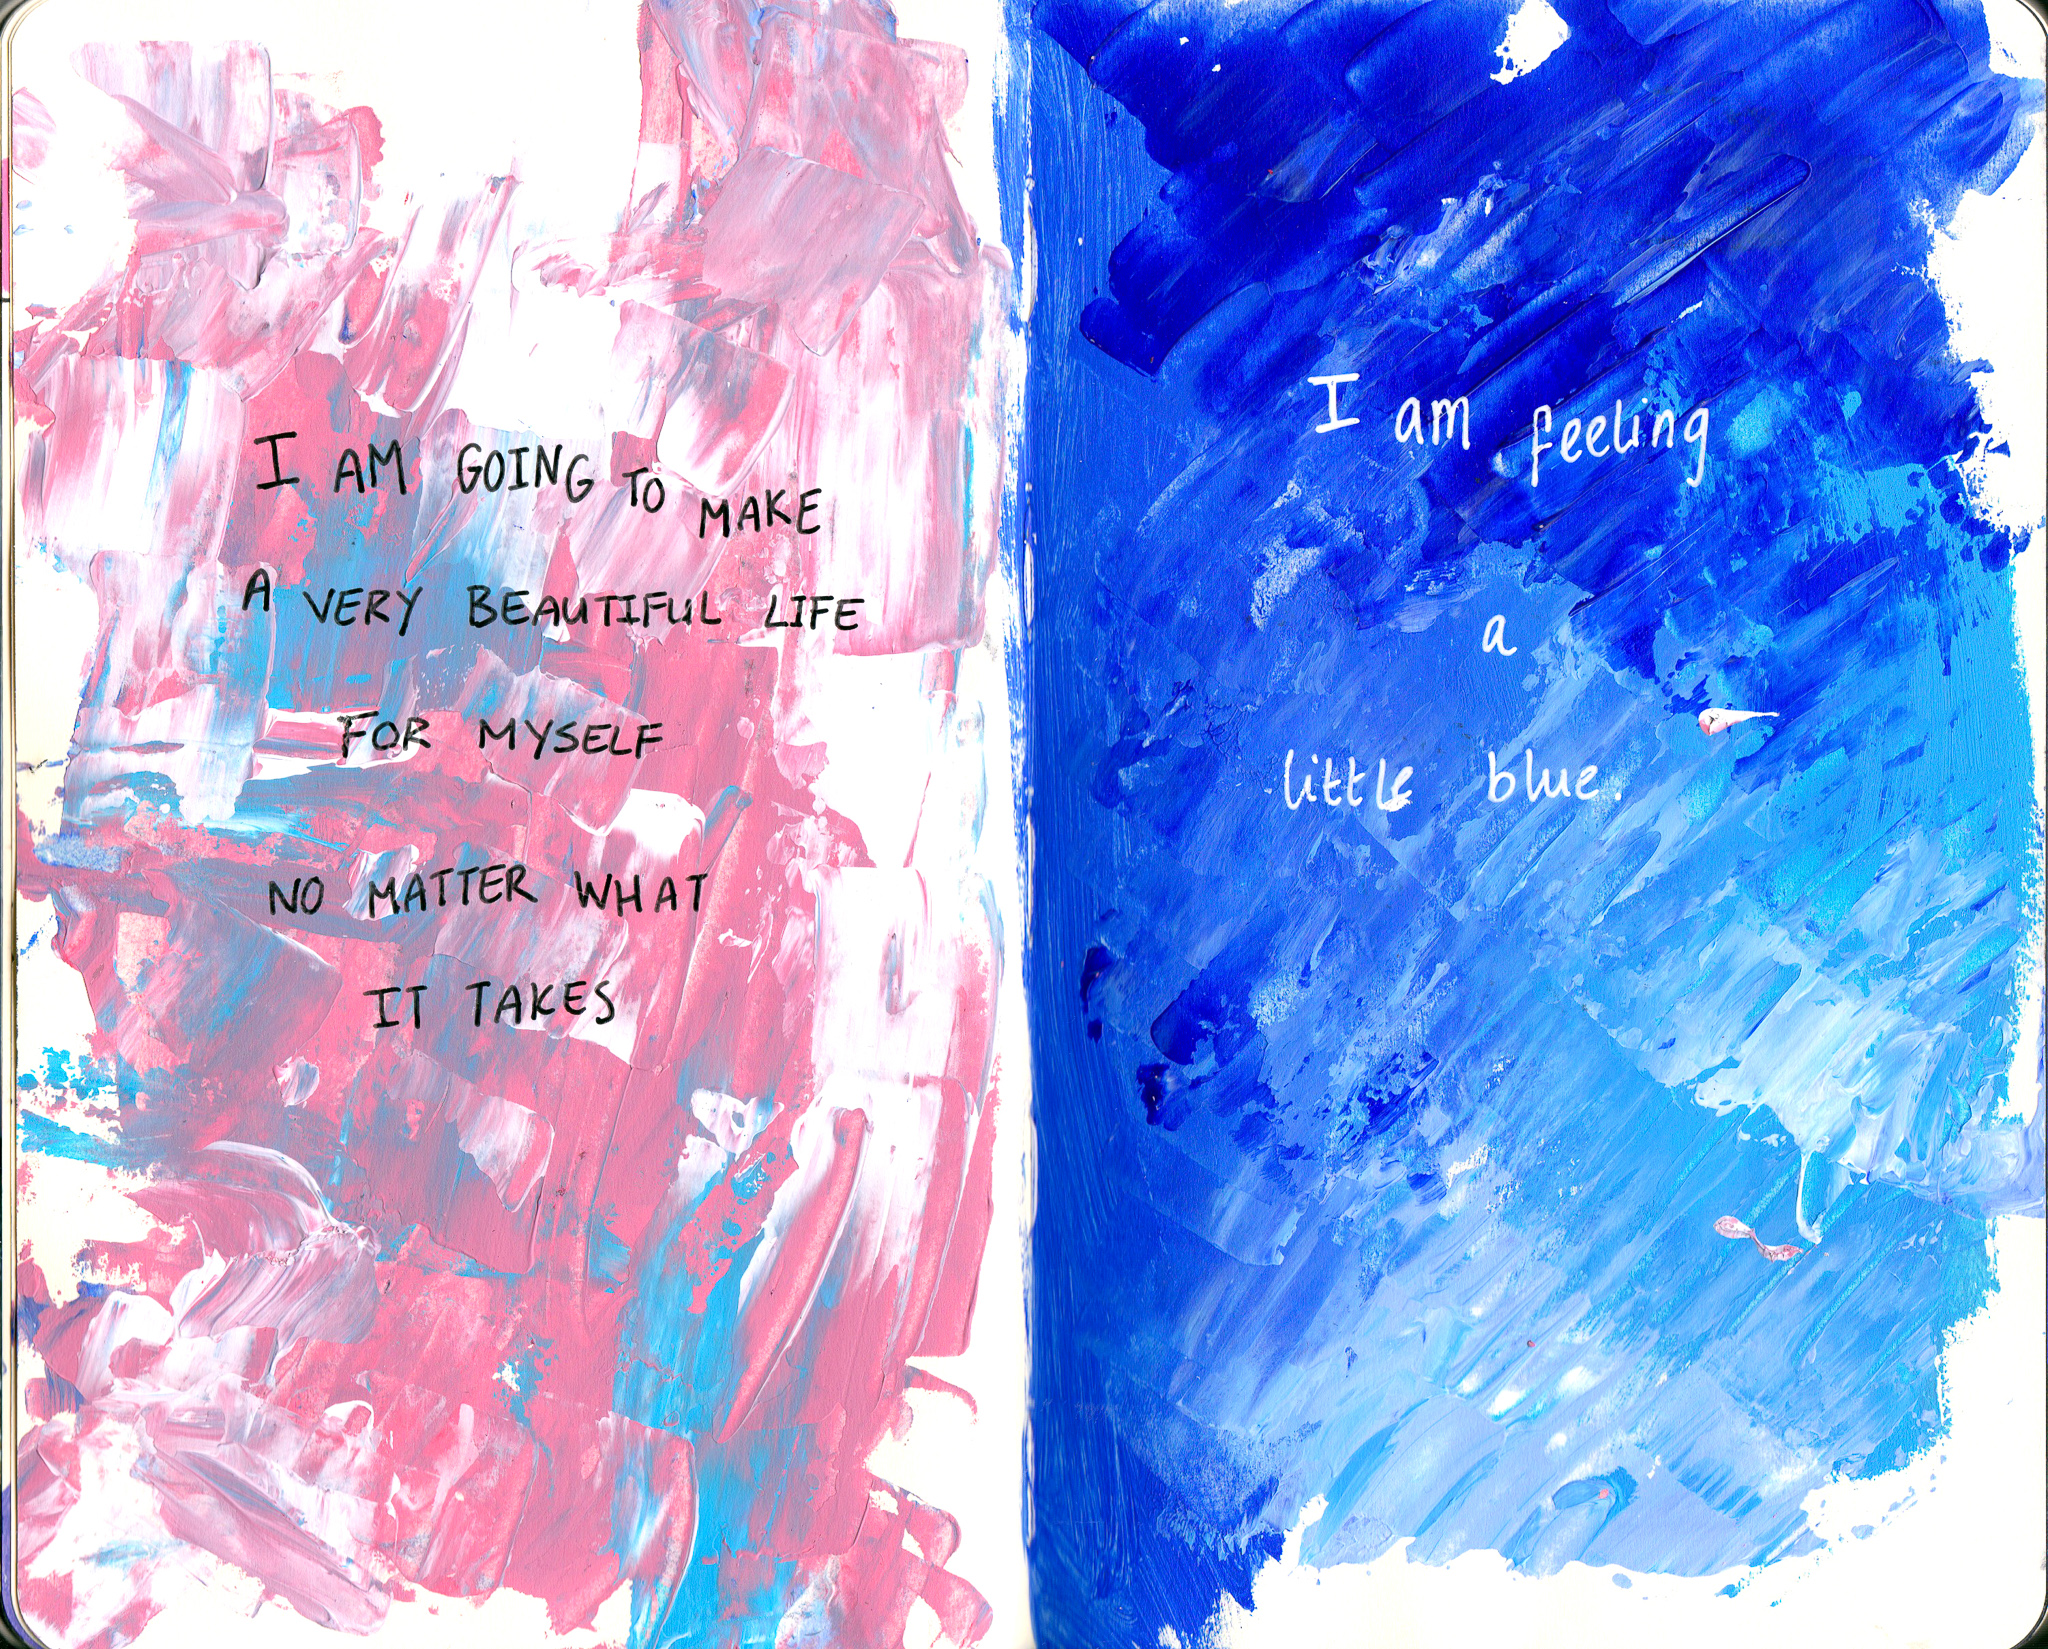 I AM GOING TO MAKE
A VERY BEAUTIFUL LIFE
FOR MYSELF
NO MATTER WHAT
IT TAKES
I am feeling
a
little blue.